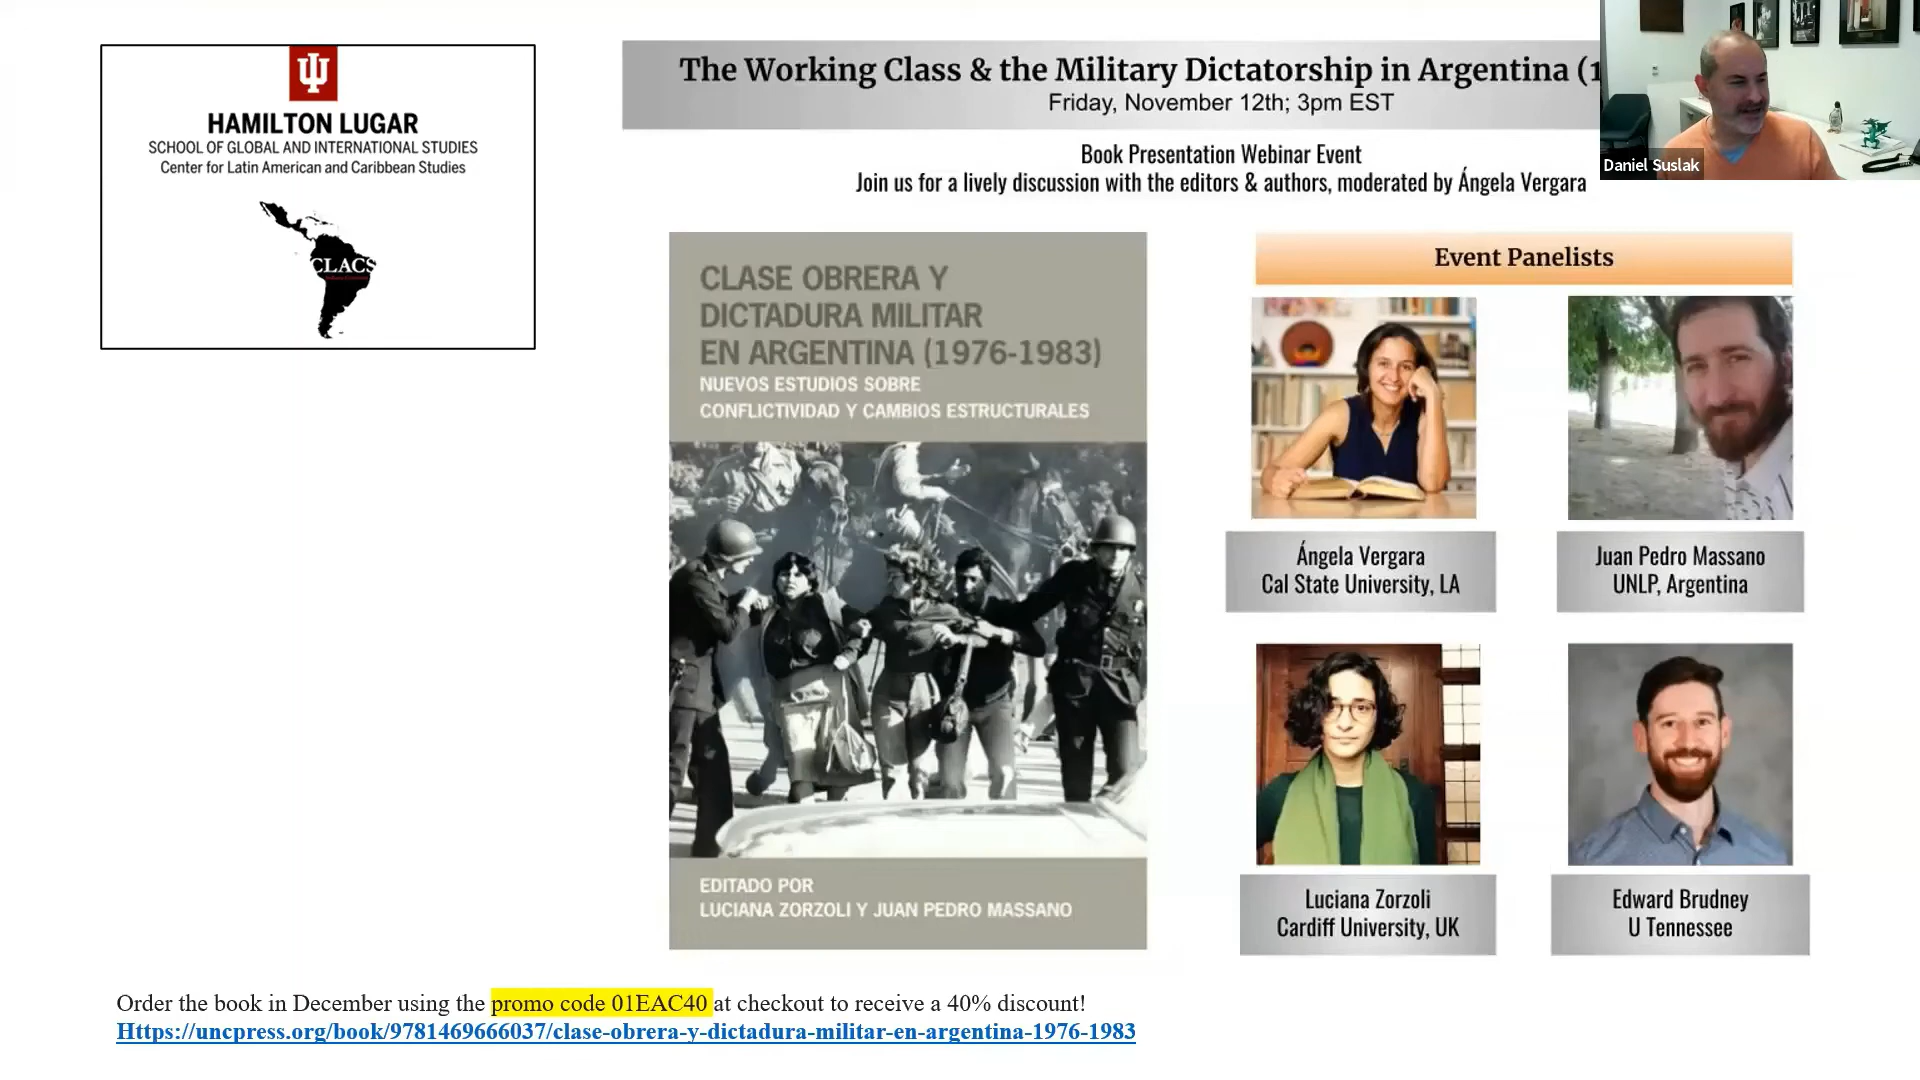 HAMILTON LUGAR
SCHOOL OF GLOBAL AND INTERNATIONAL STUDIES
Center for Latin American and Caribbean Studies
CLACS
The Working Class & the Military Dictatorship in Argentina (1
Friday, November 12th; 3pm EST
Book Presentation Webinar Event
Join us for a lively discussion with the editors & authors, moderated by Ángela Vergara
Daniel Suslak
CLASE OBRERA Y
DICTADURA MILITAR
EN ARGENTINA (1976-1983)
NUEVOS ESTUDIOS SOBRE
CONFLICTIVIDAD Y CAMBIOS ESTRUCTURALES
EDITADO POR
LUCIANA ZORZOLI Y JUAN PEDRO MASSANO
Event Panelists
Ángela Vergara
Cal State University, LA
Juan Pedro Massano
UNLP, Argentina
Luciana Zorzoli
Cardiff University, UK
Edward Brudney
U Tennessee
Order the book in December using the promo code 01EAC40 at checkout to receive a 40% discount!
Https://uncpress.org/book/9781469666037/clase-obrera-y-dictadura-militar-en-argentina-1976-1983